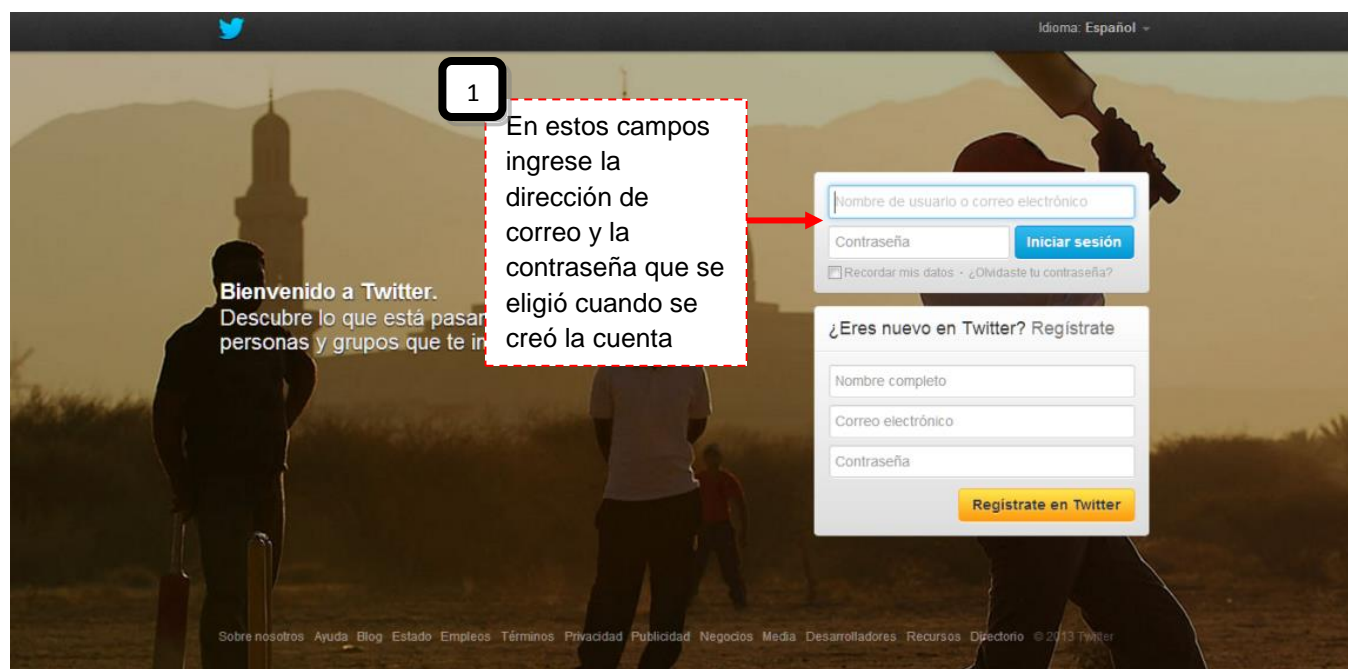 Idioma: Español
1
En estos campos
ingrese la
dirección de
correo y la
contraseña que se
eligió cuando se
creó la cuenta
Bienvenido a Twitter.
Descubre lo que está pasan
personas y grupos que te in
Nombre de usuario o correo electrónico
Contraseña Iniciar sesión
Recordar mis datos · ¿Olvidaste tu contraseña?
¿Eres nuevo en Twitter? Regístrate
Nombre completo
Correo electrónico
Contraseña
Regístrate en Twitter
Sobre nosotros Ayuda Blog Estado Empleos Términos Privacidad Publicidad Negocios Media Desarrolladores Recursos Directorio © 2013 Twitter